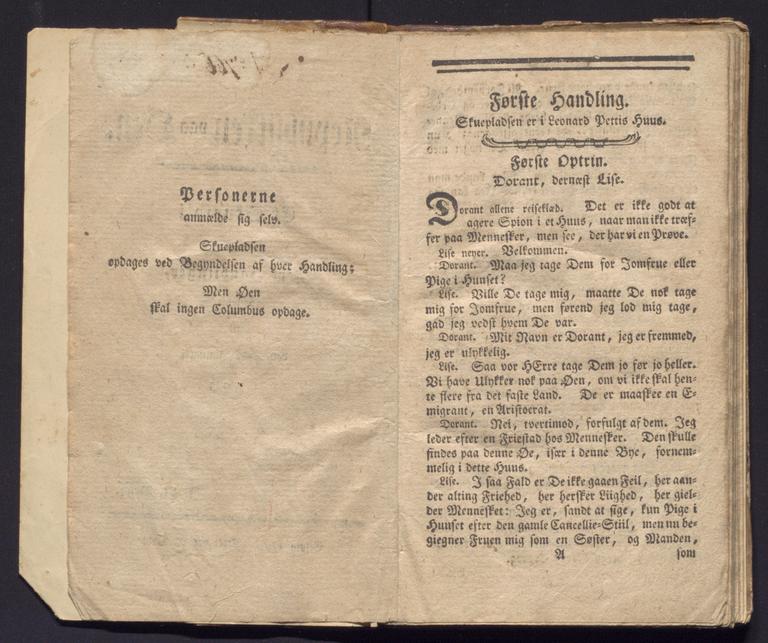 Personerne
anmælde sig selv.
Skuepladsen
opdages ved Begyndelsen af hver Handling;
Men Øen
skal ingen Columbus opdage.
Første Handling.
Skuepladsen er i Leonard Pettis Huus.
Første Optrin.
Dorant, dernæst Lise.
Dorant allene reiseklæd. Det er ikke godt at
agere Spion i et Huus, naar man ikke træf-
fer paa Mennesker, men see, der har vi en Prøve.
Lise neyer. Velkommen.
Dorant. Maa jeg tage Dem for Jomfrue eller
Pige i Hunset?
Lise. Ville De tage mig, maatte De nok tage
mig for Jomfrue, men førend jeg lod mig tage,
gad jeg vedst hvem De var.
Dorant. Mit Navn er Dorant, jeg er fremmed,
jeg er ulykkelig.
Lise. Saa vor HErre tage Dem jo før jo heller.
Vi have Ulykker nok paa Øen, om vi ikke skal hen-
te flere fra det faste Land. De er maaskee en E-
migrant, en Aristocrat.
Dorant. Nei, tvertimod, forfulgt af dem. Jeg
leder efter en Friestad hos Mennesker. Den skulle
findes paa denne Øe, især i denne Bye, fornem-
melig i dette Huus.
Lise. I saa Fald er De ikke gaaen Feil, her aan-
der alting Friehed, her hersker Liighed, her giel-
der Mennesket: Jeg er, sandt at sige, kun Pige i
Huuset efter den gamle Cancellie-Stiil, men nu be-
giegner Fruen mig som en Søster, og Manden,
A som